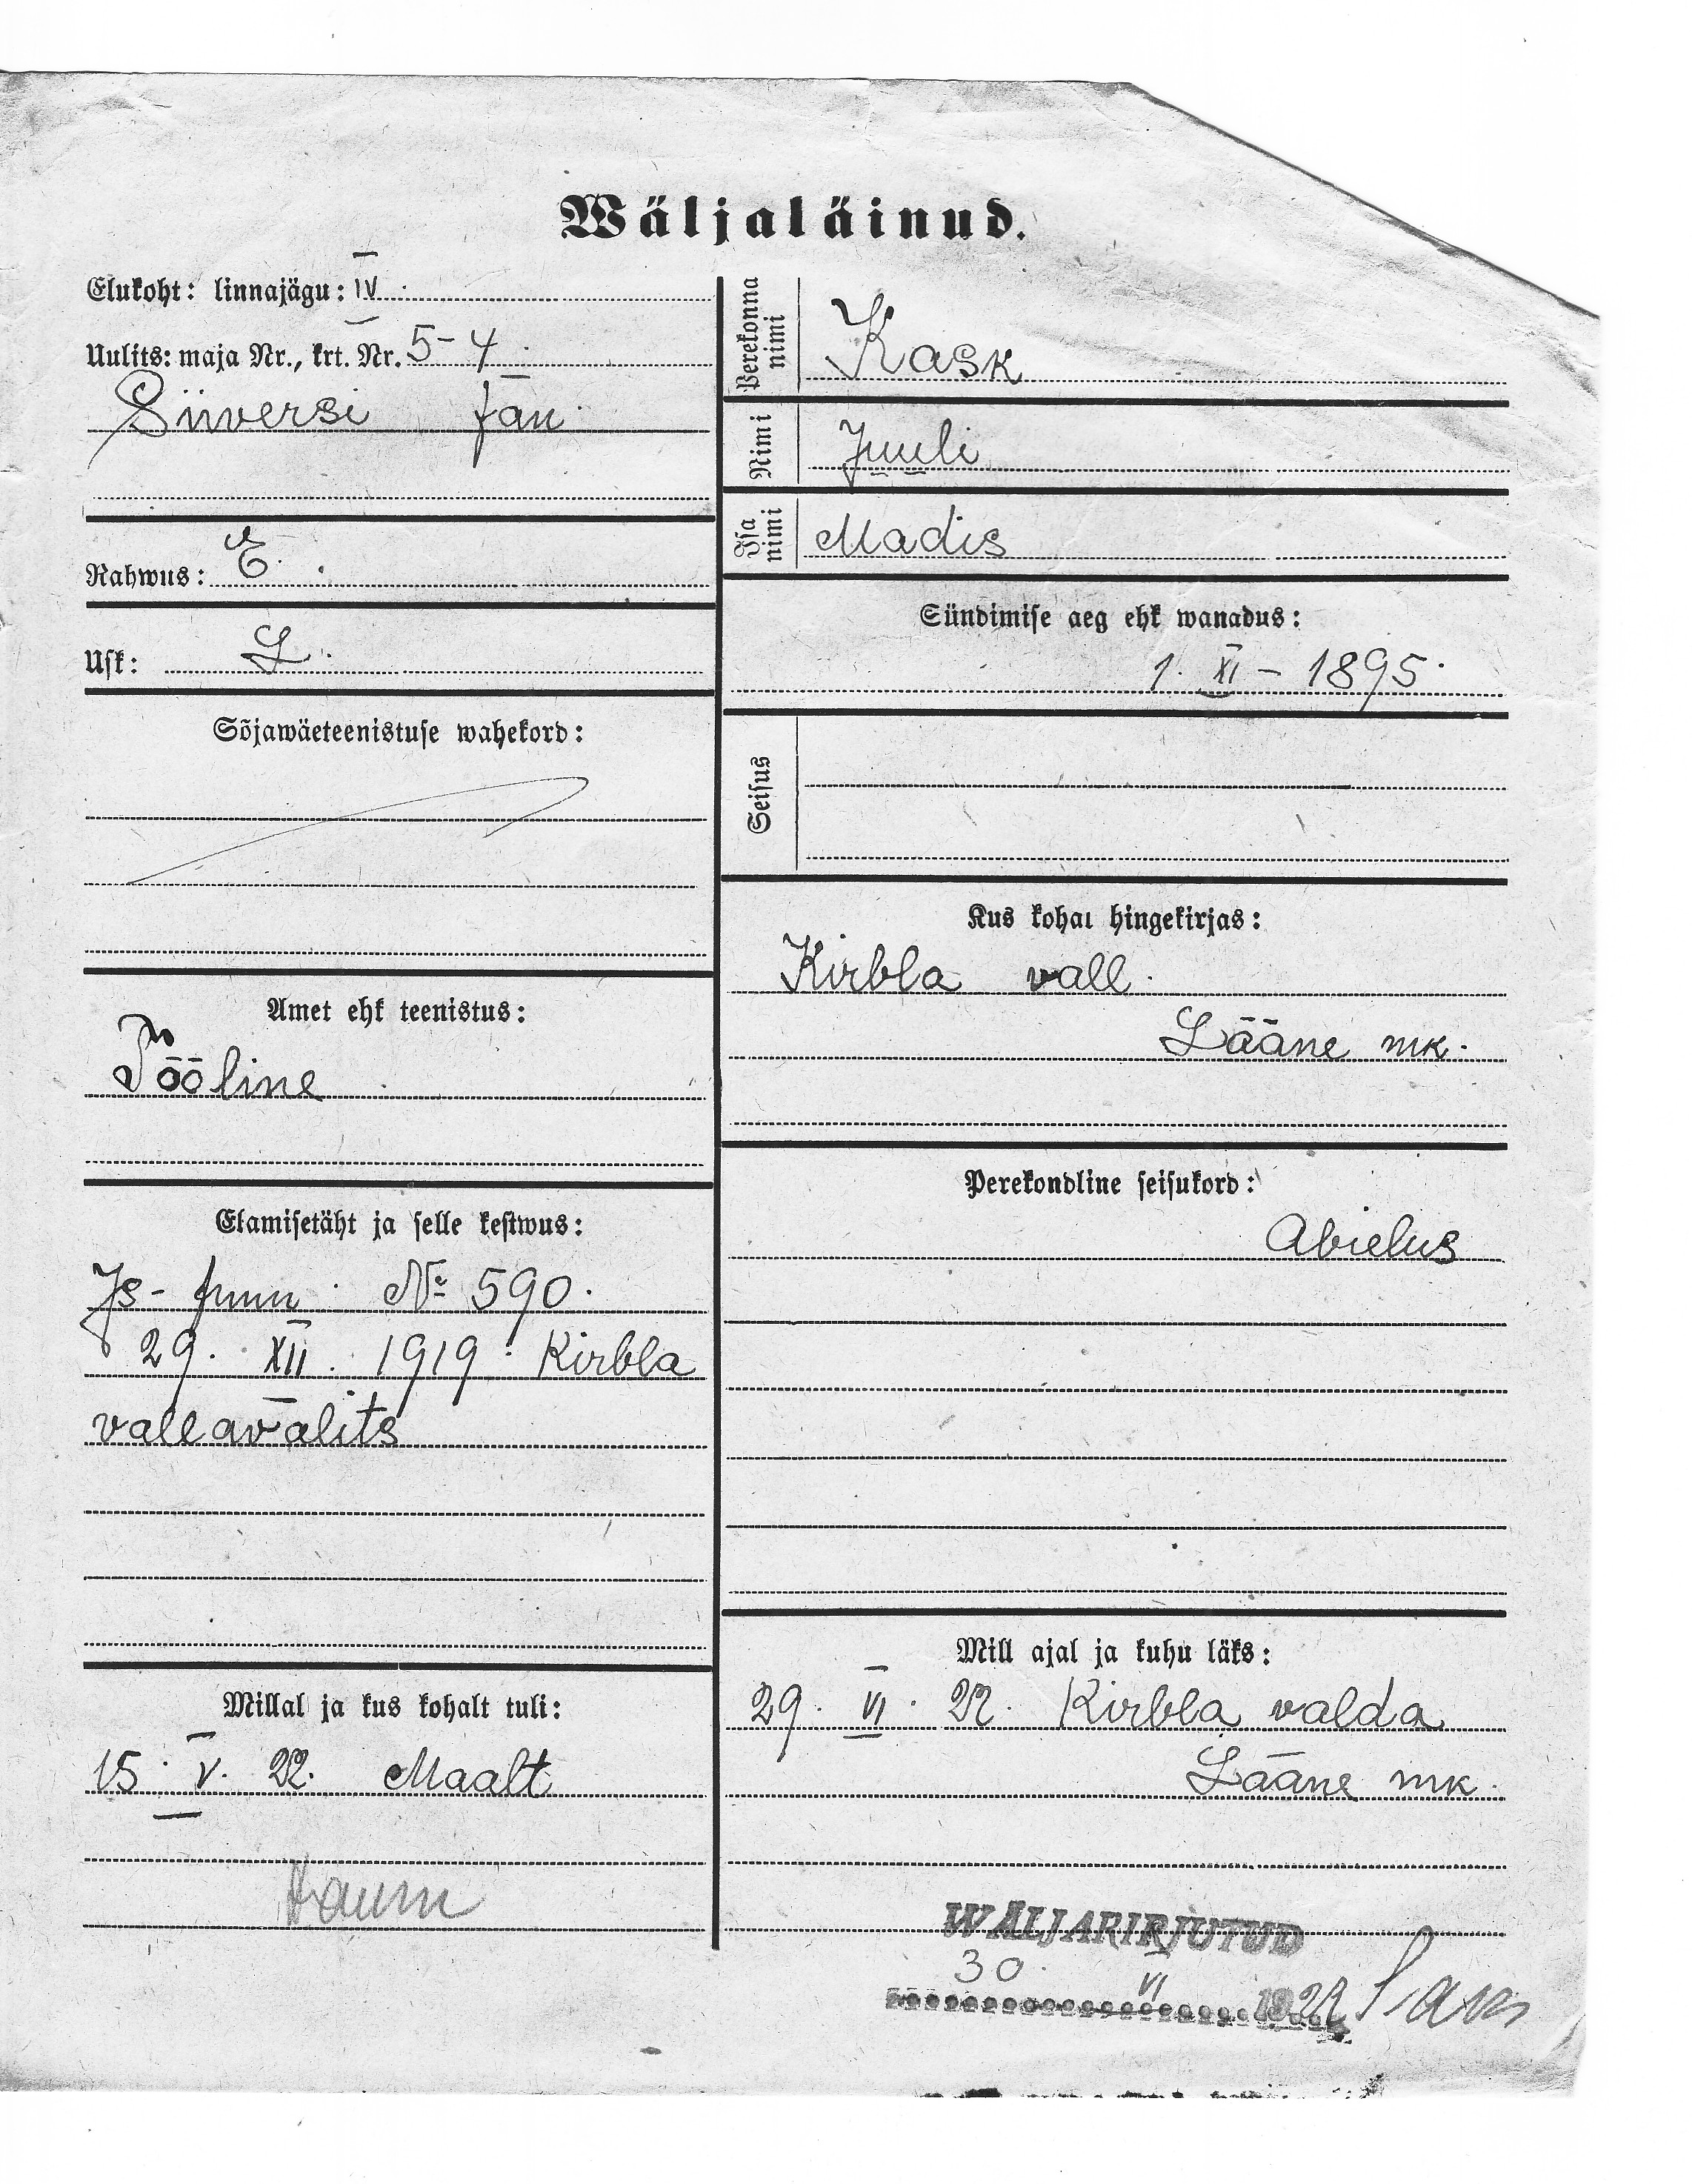 Wäljaläinud.
Elukoht: linnajägu: IV.
Uulits: maja Nr., krt. Nr. 5-4.
Siiversi tän.
Rahwus: E.
Usk: L.
Sõjawäeteenistuse wahekord:
Amet ehk teenistus:
Tööline
Elamisetäht ja selle kestwus:
Is- tunn. № 590.
29. XII. 1919. Kirbla
vallavalits
Millal ja kus kohalt tuli:
15. V. 22. Maalt
Perekonna nimi
Kask
Nimi
Juuli
Isa nimi
Madis
Sündimise aeg ehk wanadus:
1. XI - 1895.
Seisus
Kus kohal hingekirjas:
Kirbla vall.
Lääne mk.
Perekondline seisukord:
Abielus
Mill ajal ja kuhu läks:
29. VI. 22. Kirbla valda
Lääne mk.
WÄLJAKIRJUTUD
30. VI 1922